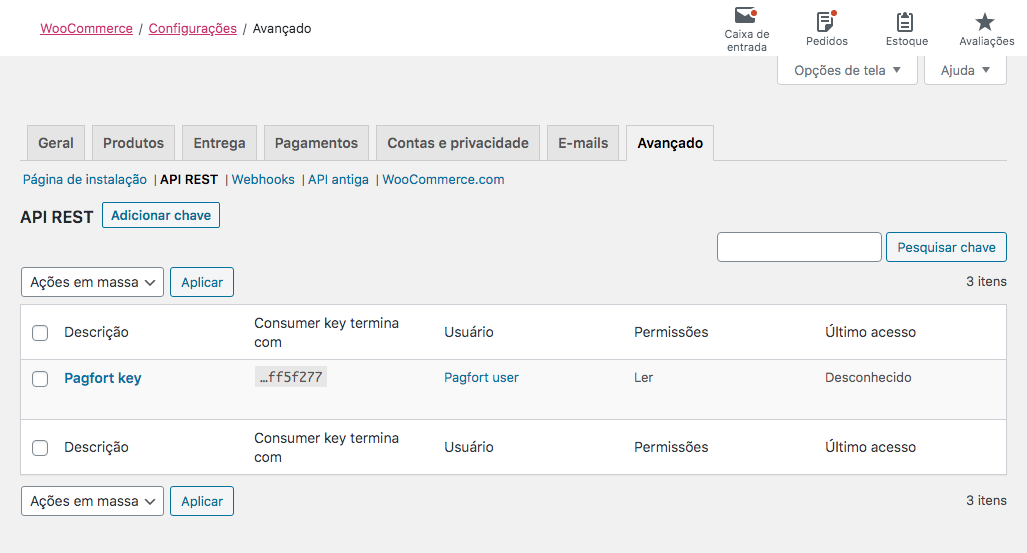 WooCommerce / Configurações / Avançado
Caixa de
entrada
Pedidos
Estoque
Avaliações
Opções de tela
Ajuda
Geral
Produtos
Entrega
Pagamentos
Contas e privacidade
E-mails
Avançado
Página de instalação | API REST | Webhooks | API antiga | WooCommerce.com
API REST
Adicionar chave
Pesquisar chave
Ações em massa
Aplicar
3 itens
Descrição
Consumer key termina
com
Usuário
Permissões
Último acesso
Pagfort key
…ff5f277
Pagfort user
Ler
Desconhecido
Descrição
Consumer key termina
com
Usuário
Permissões
Último acesso
Ações em massa
Aplicar
3 itens